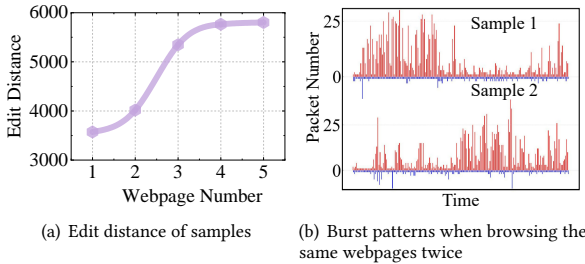 6000
5000
4000
3000
Edit Distance
1 2 3 4 5
Webpage Number
(a) Edit distance of samples
Sample 1
25
0
Sample 2
25
0
Packet Number
Time
(b) Burst patterns when browsing the
same webpages twice